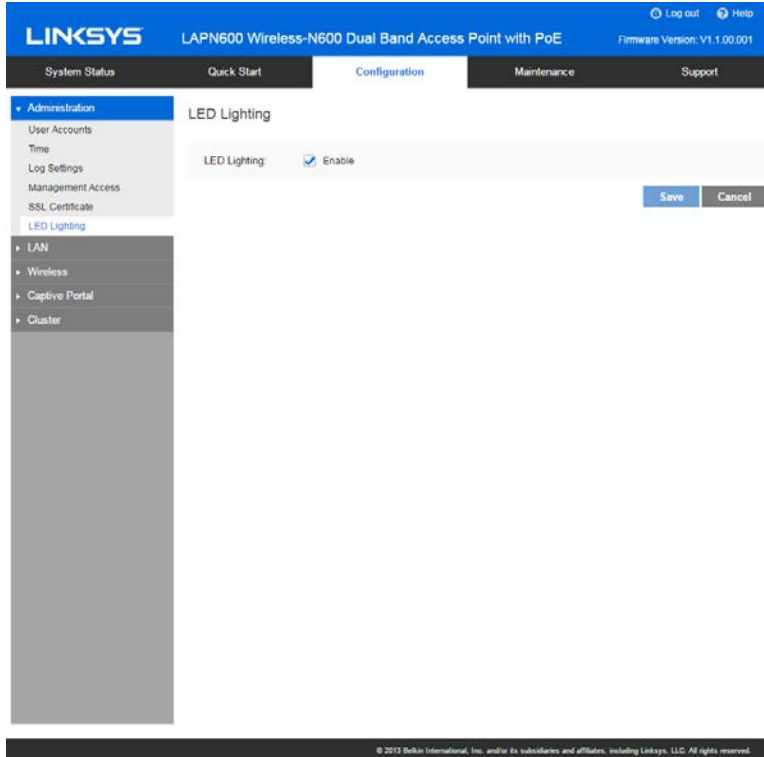 Log out Help
LINKSYS LAPN600 Wireless-N600 Dual Band Access Point with PoE Firmware Version: V1.1.00.001
System Status Quick Start Configuration Maintenance Support
Administration
User Accounts
Time
Log Settings
Management Access
SSL Certificate
LED Lighting
LAN
Wireless
Captive Portal
Cluster
LED Lighting
LED Lighting: Enable
Save Cancel
© 2013 Belkin International, Inc. and/or its subsidiaries and affiliates, including Linksys, LLC. All rights reserved.